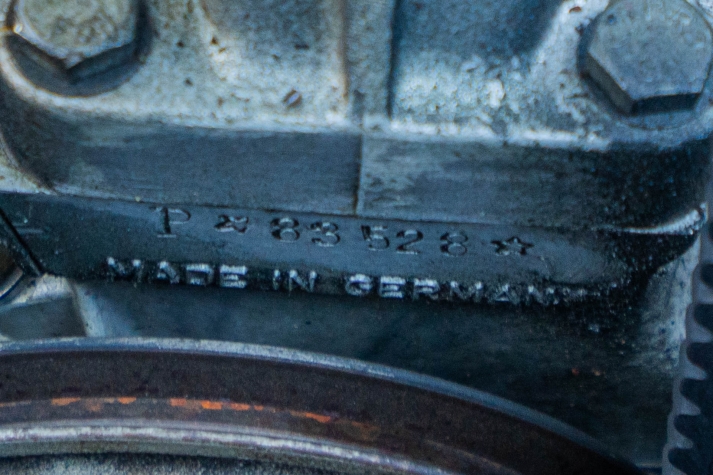 P * 83528 ☆
MADE IN GERMANY